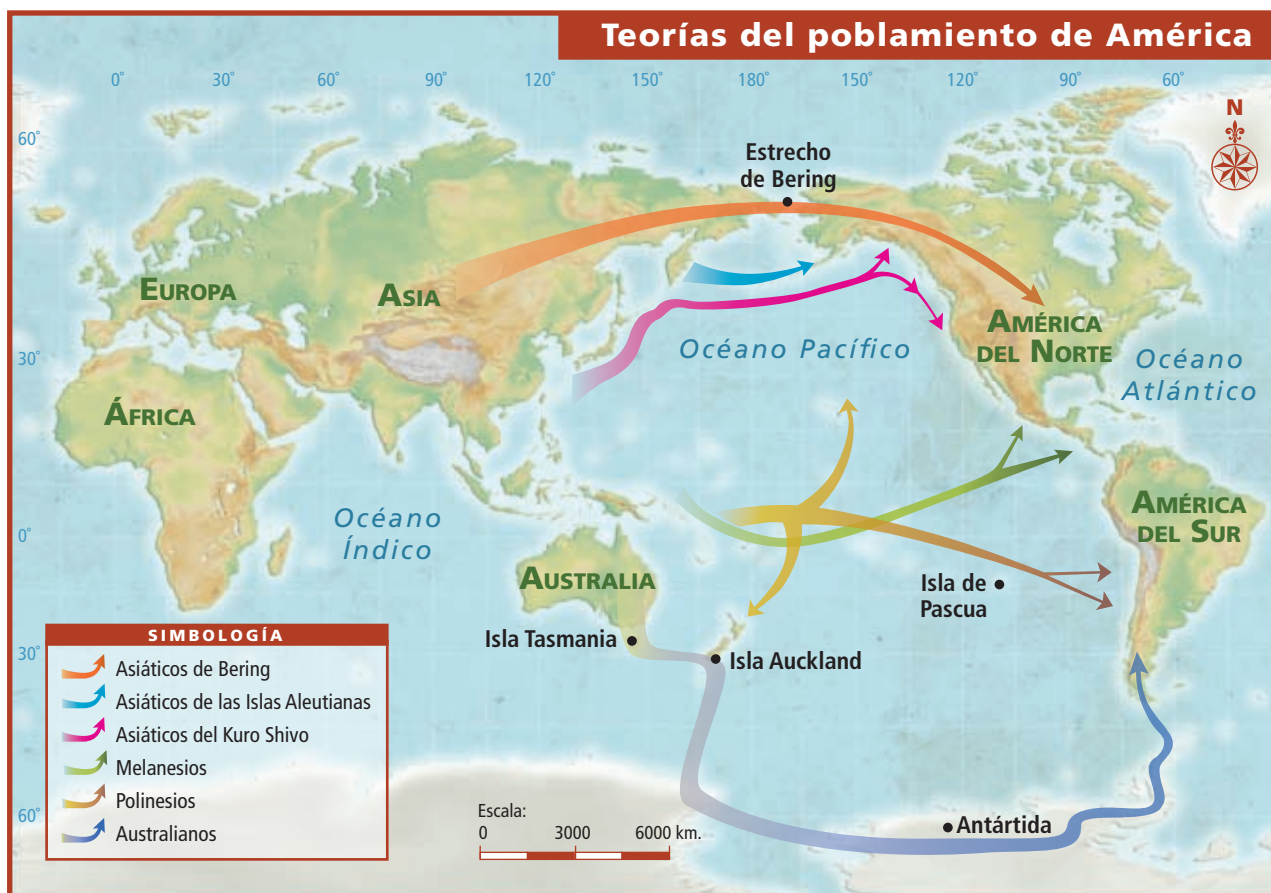 Teorías del poblamiento de América
0° 30° 60° 90° 120° 150° 180° 150° 120° 90° 60°
N
60°
Estrecho
de Bering
EUROPA
ASIA
AMÉRICA
DEL NORTE
Océano Pacífico
30°
Océano
Atlántico
ÁFRICA
AMÉRICA
DEL SUR
Océano
Índico
0°
AUSTRALIA
Isla de
Pascua
Isla Tasmania
Isla Auckland
30°
SIMBOLOGÍA
Asiáticos de Bering
Asiáticos de las Islas Aleutianas
Asiáticos del Kuro Shivo
Melanesios
Polinesios
Australianos
60°
Escala:
0 3000 6000 km.
Antártida